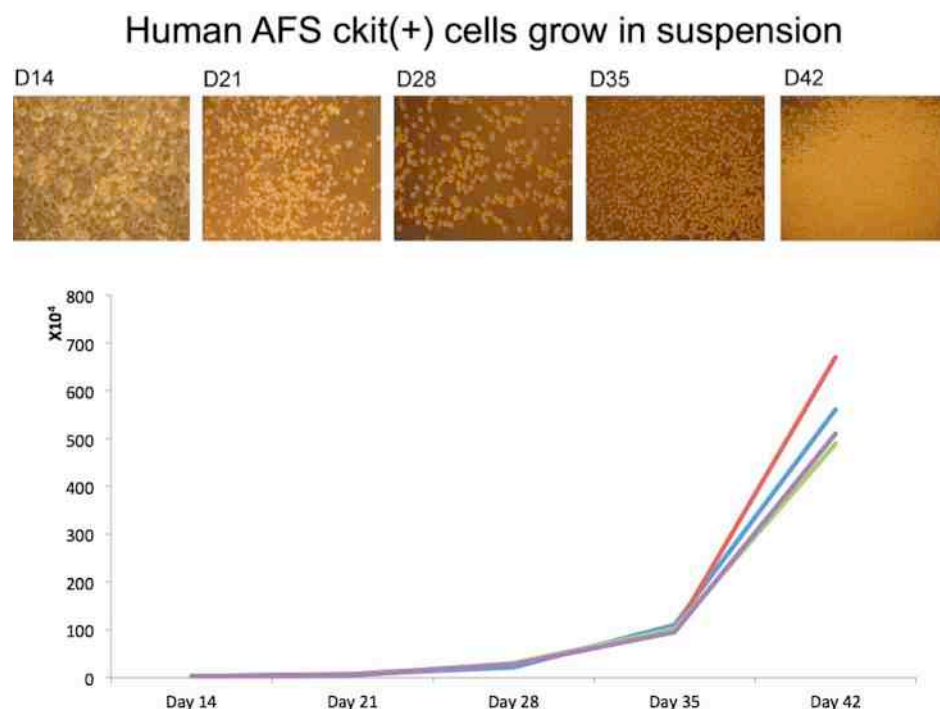 Human AFS ckit(+) cells grow in suspension
D14 D21 D28 D35 D42
X10⁴
800
700
600
500
400
300
200
100
0
Day 14 Day 21 Day 28 Day 35 Day 42